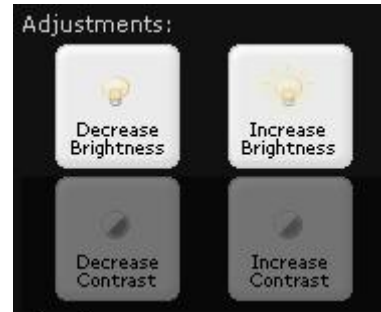 Adjustments:
Decrease
Brightness
Increase
Brightness
Decrease
Contrast
Increase
Contrast